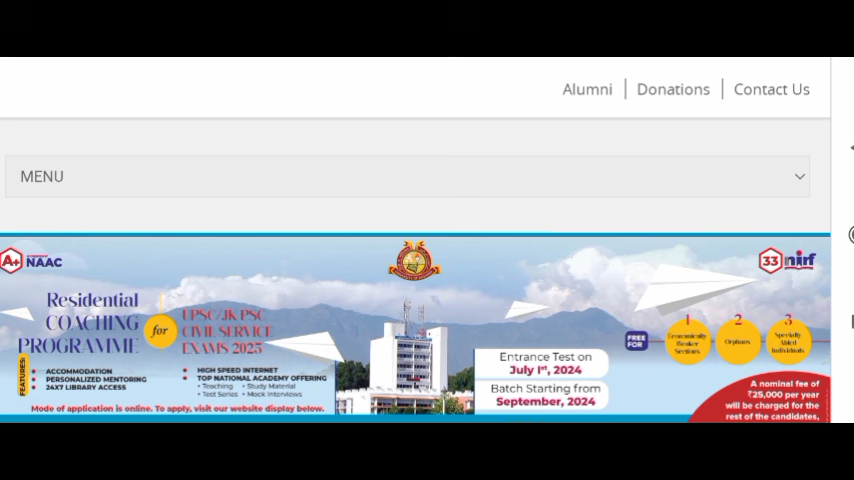 Alumni
Donations
Contact Us
MENU
A+
NAAC
33 nirf
Residential
COACHING
PROGRAMME
for
UPSC/JK PSC
CIVIL SERVICE
EXAMS 2025
FEATURES:
ACCOMMODATION
PERSONALIZED MENTORING
24X7 LIBRARY ACCESS
HIGH SPEED INTERNET
TOP NATIONAL ACADEMY OFFERING
• Teaching • Study Material
• Test Series • Mock Interviews
Mode of application is online. To apply, visit our website display below.
Entrance Test on
July 1st, 2024
Batch Starting from
September, 2024
FREE
FOR
1
Economically
Weaker
Sections
2
Orphans
3
Specially
Abled
Individuals
A nominal fee of
₹25,000 per year
will be charged for the
rest of the candidates,